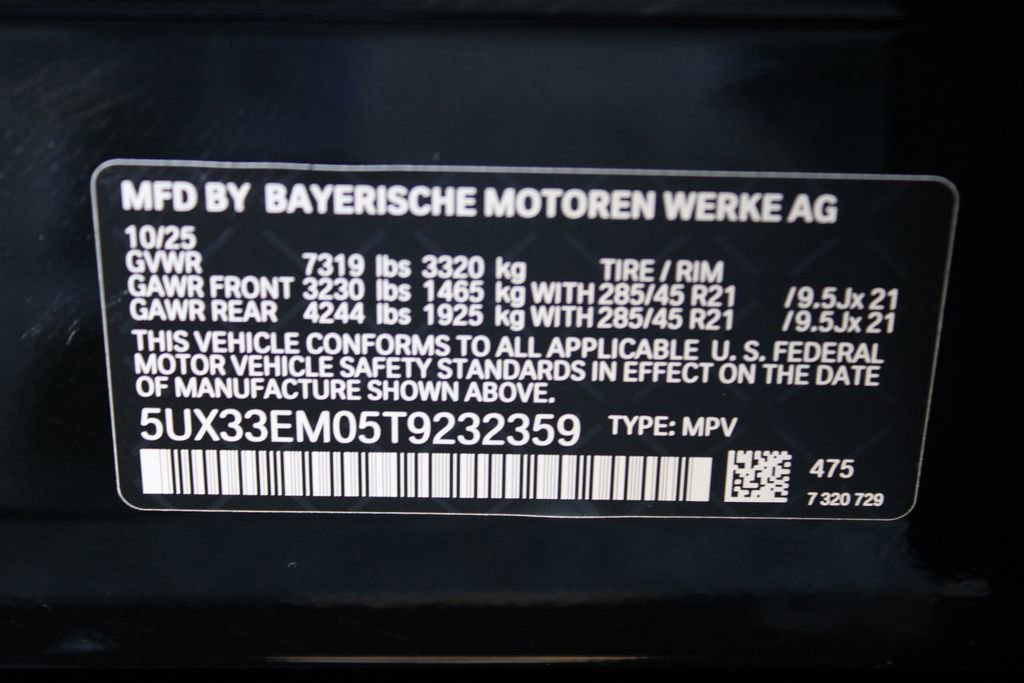 MFD BY BAYERISCHE MOTOREN WERKE AG
10/25
GVWR 7319 lbs 3320 kg TIRE / RIM
GAWR FRONT 3230 lbs 1465 kg WITH 285/45 R21 /9.5Jx 21
GAWR REAR 4244 lbs 1925 kg WITH 285/45 R21 /9.5Jx 21
THIS VEHICLE CONFORMS TO ALL APPLICABLE U. S. FEDERAL
MOTOR VEHICLE SAFETY STANDARDS IN EFFECT ON THE DATE
OF MANUFACTURE SHOWN ABOVE.
5UX33EM05T9232359 TYPE: MPV
475
7 320 729